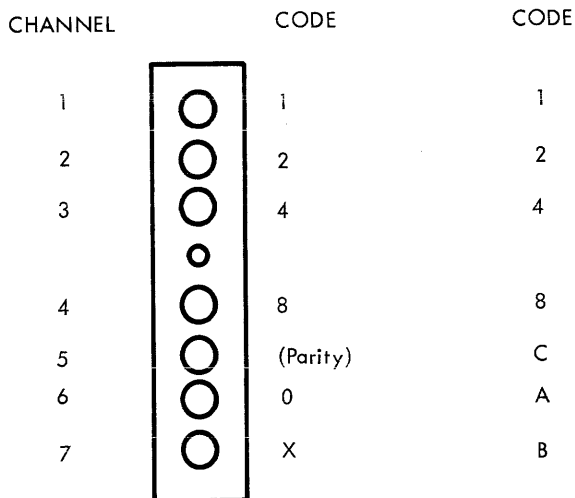 CHANNEL CODE CODE
1 1 1
2 2 2
3 4 4
4 8 8
5 (Parity) C
6 0 A
7 X B